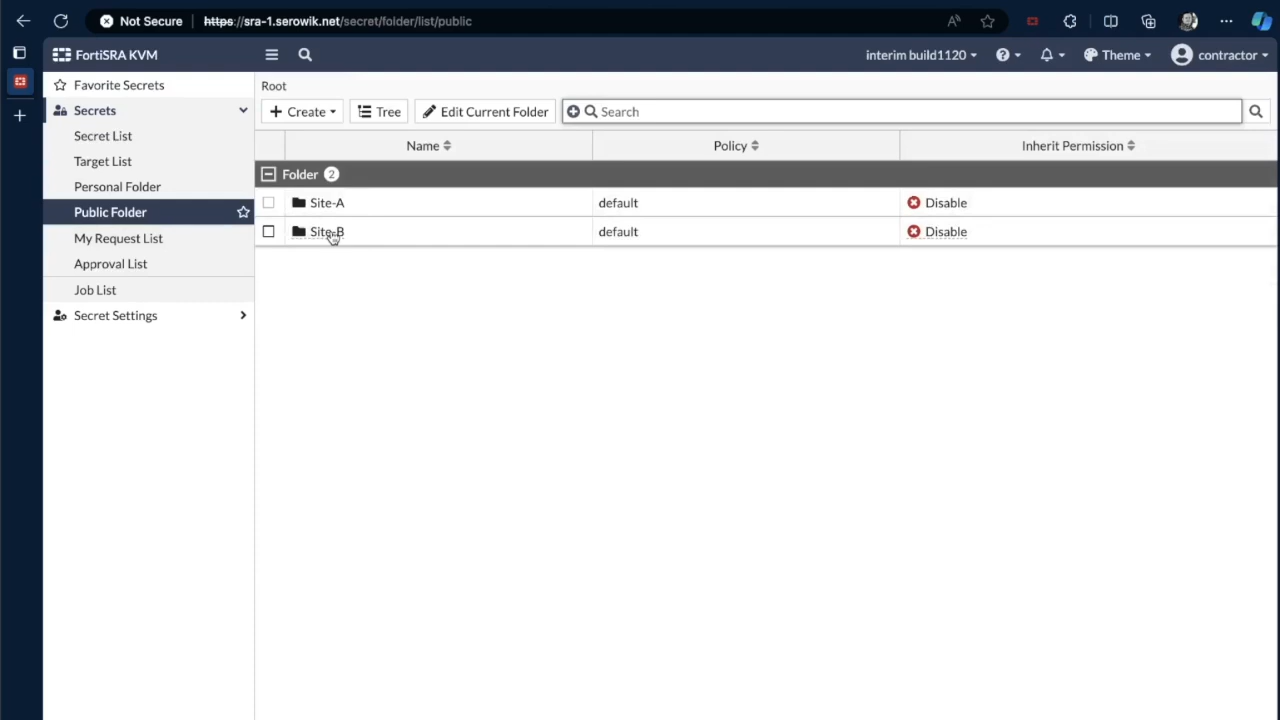 Not Secure https://sra-1.serowik.net/secret/folder/list/public
FortiSRA KVM
interim build1120
Theme
contractor
Favorite Secrets
Secrets
Secret List
Target List
Personal Folder
Public Folder
My Request List
Approval List
Job List
Secret Settings
Root
+ Create
Tree
Edit Current Folder
Search
Name Policy Inherit Permission
Folder 2
Site-A default Disable
Site-B default Disable